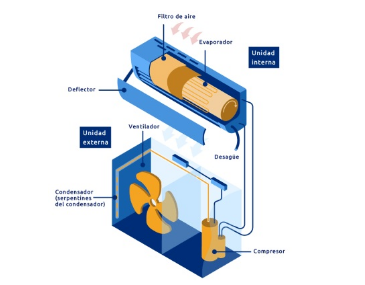 Filtro de aire
Evaporador
Unidad
interna
Deflector
Unidad
externa
Ventilador
Desagüe
Condensador
(serpentines
del condensador)
Compresor